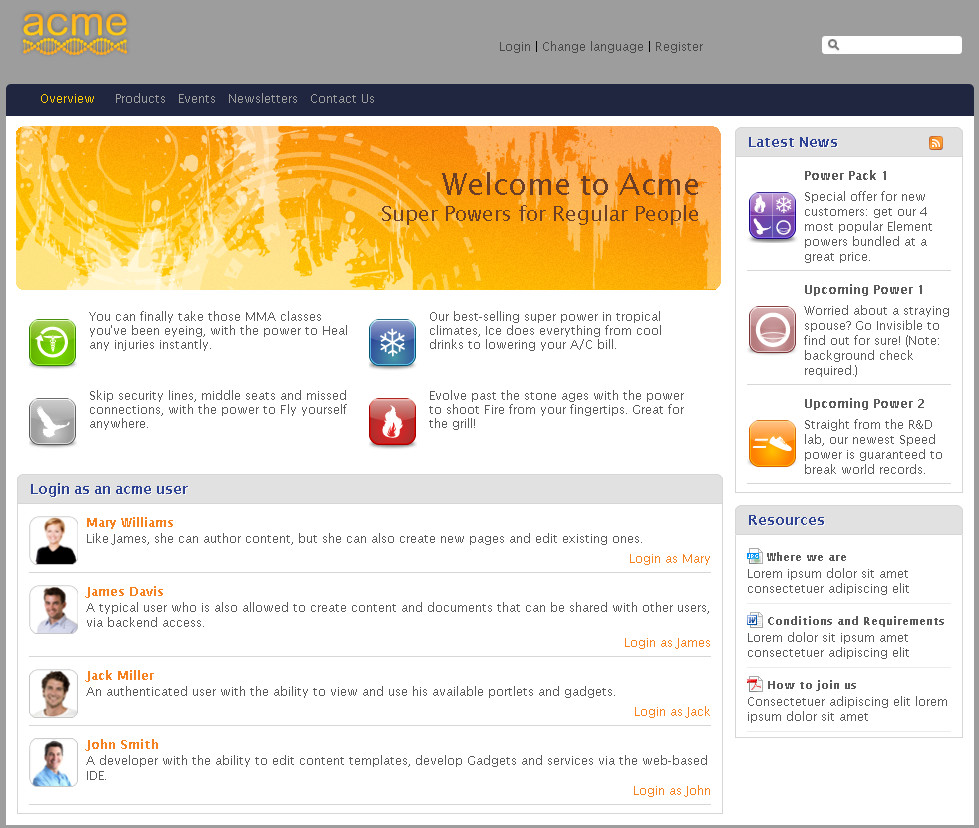 acme
Login | Change language | Register
Overview Products Events Newsletters Contact Us
Welcome to Acme
Super Powers for Regular People
You can finally take those MMA classes
you've been eyeing, with the power to Heal
any injuries instantly.
Our best-selling super power in tropical
climates, Ice does everything from cool
drinks to lowering your A/C bill.
Skip security lines, middle seats and missed
connections, with the power to Fly yourself
anywhere.
Evolve past the stone ages with the power
to shoot Fire from your fingertips. Great for
the grill!
Login as an acme user
Mary Williams
Like James, she can author content, but she can also create new pages and edit existing ones.
Login as Mary
James Davis
A typical user who is also allowed to create content and documents that can be shared with other users,
via backend access.
Login as James
Jack Miller
An authenticated user with the ability to view and use his available portlets and gadgets.
Login as Jack
John Smith
A developer with the ability to edit content templates, develop Gadgets and services via the web-based
IDE.
Login as John
Latest News
Power Pack 1
Special offer for new
customers: get our 4
most popular Element
powers bundled at a
great price.
Upcoming Power 1
Worried about a straying
spouse? Go Invisible to
find out for sure! (Note:
background check
required.)
Upcoming Power 2
Straight from the R&D
lab, our newest Speed
power is guaranteed to
break world records.
Resources
Where we are
Lorem ipsum dolor sit amet
consectetuer adipiscing elit
Conditions and Requirements
Lorem dolor sit ipsum amet
consectetuer adipiscing elit
How to join us
Consectetuer adipiscing elit lorem
ipsum dolor sit amet